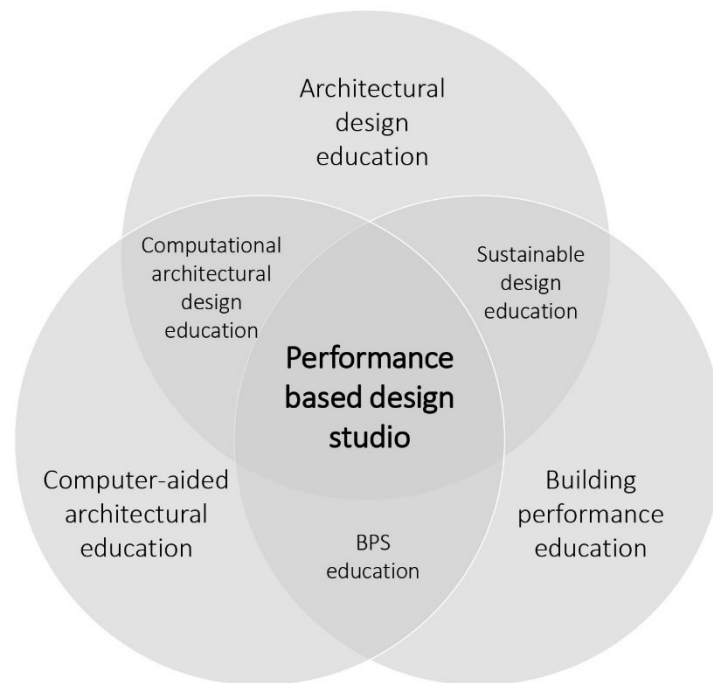 Architectural
design
education
Computational
architectural
design
education
Sustainable
design
education
Performance
based design
studio
Computer-aided
architectural
education
BPS
education
Building
performance
education